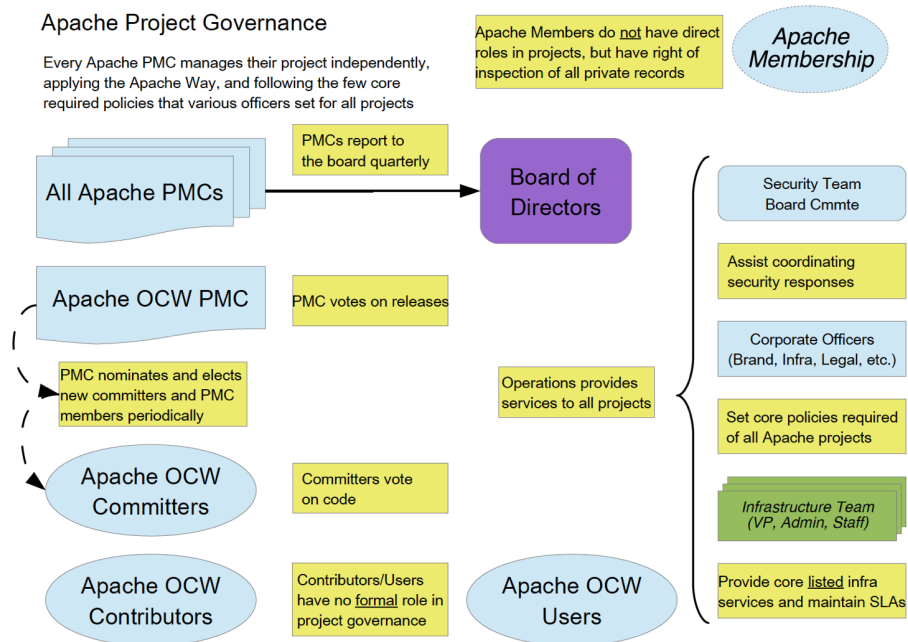 Apache Project Governance
Every Apache PMC manages their project independently,
applying the Apache Way, and following the few core
required policies that various officers set for all projects
Apache Members do not have direct
roles in projects, but have right of
inspection of all private records
Apache
Membership
All Apache PMCs
PMCs report to
the board quarterly
Board of
Directors
Security Team
Board Cmmte
Assist coordinating
security responses
Apache OCW PMC
PMC votes on releases
Corporate Officers
(Brand, Infra, Legal, etc.)
PMC nominates and elects
new committers and PMC
members periodically
Operations provides
services to all projects
Set core policies required
of all Apache projects
Apache OCW
Committers
Committers vote
on code
Infrastructure Team
(VP, Admin, Staff)
Apache OCW
Contributors
Contributors/Users
have no formal role in
project governance
Apache OCW
Users
Provide core listed infra
services and maintain SLAs